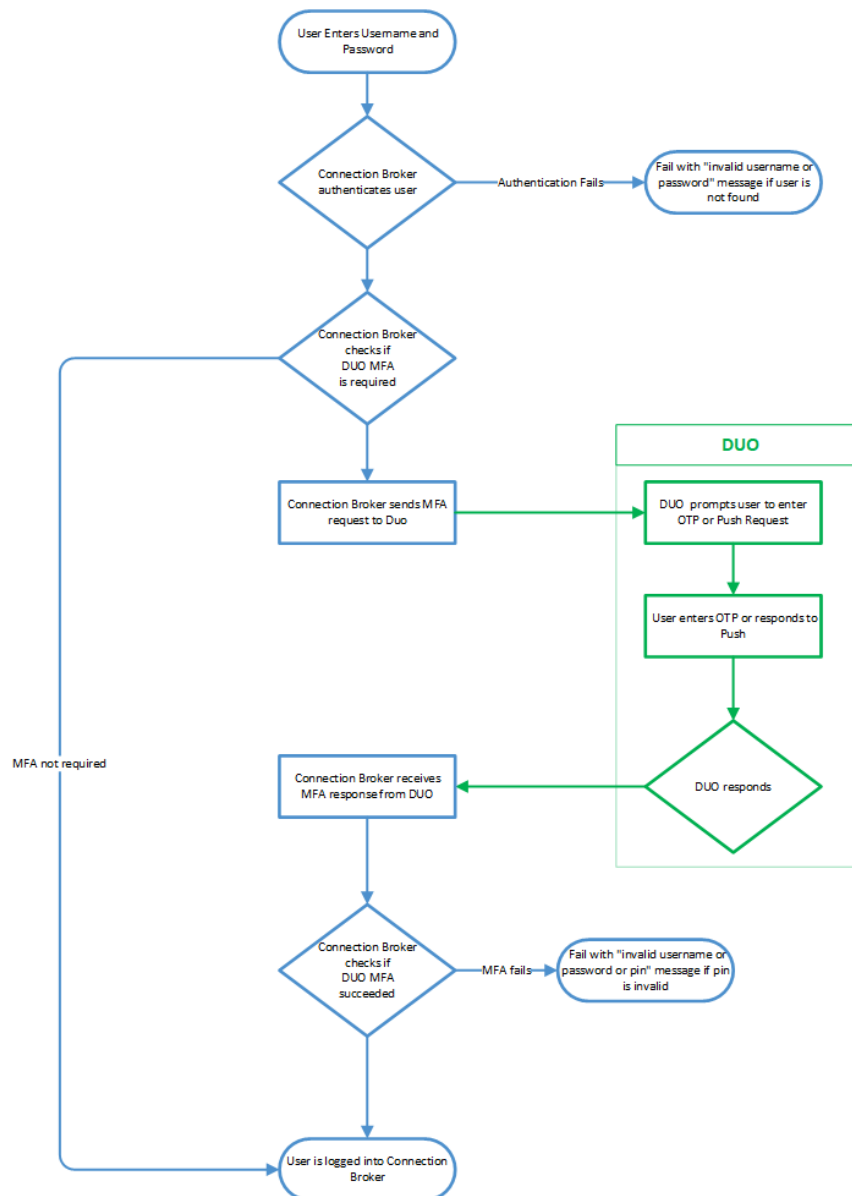 User Enters Username and
Password
Connection Broker
authenticates user
Authentication Fails
Fail with "invalid username or
password" message if user is
not found
Connection Broker
checks if
DUO MFA
is required
DUO
Connection Broker sends MFA
request to Duo
DUO prompts user to enter
OTP or Push Request
User enters OTP or responds to
Push
MFA not required
Connection Broker receives
MFA response from DUO
DUO responds
Connection Broker
checks if
DUO MFA
succeeded
MFA fails
Fail with "invalid username or
password or pin" message if pin
is invalid
User is logged into Connection
Broker